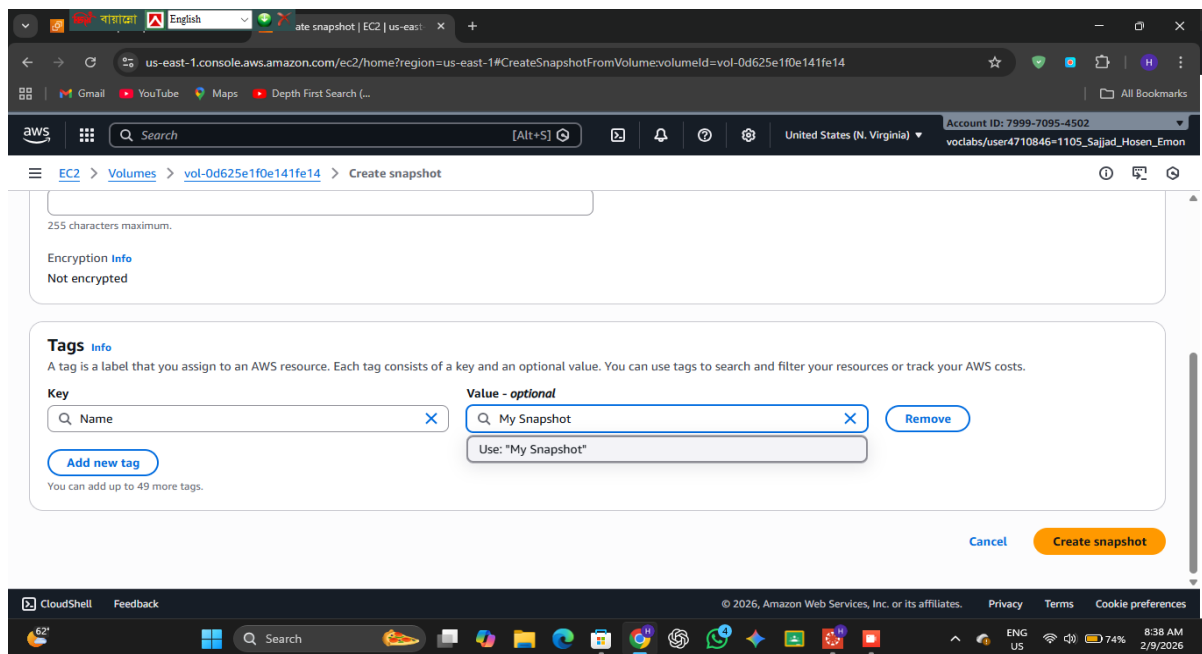 বায়ান্নো English
ate snapshot | EC2 | us-east-
us-east-1.console.aws.amazon.com/ec2/home?region=us-east-1#CreateSnapshotFromVolume:volumeId=vol-0d625e1f0e141fe14 H
Gmail YouTube Maps Depth First Search (... All Bookmarks
aws Search [Alt+S] United States (N. Virginia) Account ID: 7999-7095-4502
voclabs/user4710846=1105_Sajjad_Hosen_Emon
EC2 > Volumes > vol-0d625e1f0e141fe14 > Create snapshot
255 characters maximum.
Encryption Info
Not encrypted
Tags Info
A tag is a label that you assign to an AWS resource. Each tag consists of a key and an optional value. You can use tags to search and filter your resources or track your AWS costs.
Key Value - optional
Name My Snapshot Remove
Use: "My Snapshot"
Add new tag
You can add up to 49 more tags.
Cancel Create snapshot
CloudShell Feedback © 2026, Amazon Web Services, Inc. or its affiliates. Privacy Terms Cookie preferences
62° Search H 4 H ENG 74% 8:38 AM
US 2/9/2026